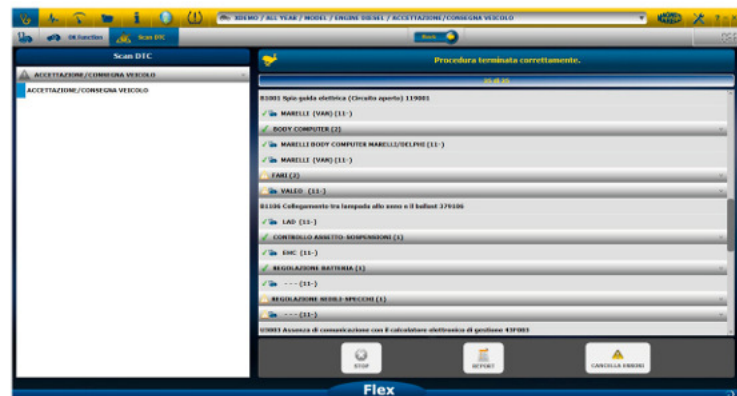 XDEMO / ALL YEAR / MODEL / ENGINE DIESEL / ACCETTAZIONE/CONSEGNA VEICOLO
OK Function
Scan DTC
Back
Scan DTC
Procedura terminata correttamente.
ACCETTAZIONE/CONSEGNA VEICOLO
35 di 35
ACCETTAZIONE/CONSEGNA VEICOLO
B1001 Spia guida elettrica (Circuito aperto) 119001
MARELLI (VAN) (11-)
BODY COMPUTER (2)
MARELLI BODY COMPUTER MARELLI/DELPHI (11-)
MARELLI (VAN) (11-)
FARI (2)
VALEO (11-)
B1106 Collegamento tra lampada allo xeno e il ballast 379106
LAD (11-)
CONTROLLO ASSETTO-SOSPENSIONI (1)
EHC (11-)
REGOLAZIONE BATTERIA (1)
--- (11-)
REGOLAZIONE SEDILI-SPECCHI (1)
--- (11-)
U3003 Assenza di comunicazione con il calcolatore elettronico di gestione 43F003
STOP
REPORT
CANCELLA ERRORI
Flex